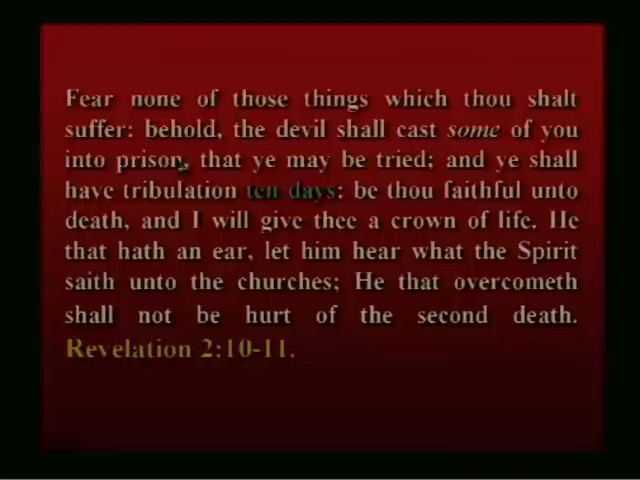 Fear none of those things which thou shalt
suffer: behold, the devil shall cast some of you
into prison, that ye may be tried; and ye shall
have tribulation ten days: be thou faithful unto
death, and I will give thee a crown of life. He
that hath an ear, let him hear what the Spirit
saith unto the churches; He that overcometh
shall not be hurt of the second death.
Revelation 2:10-11.